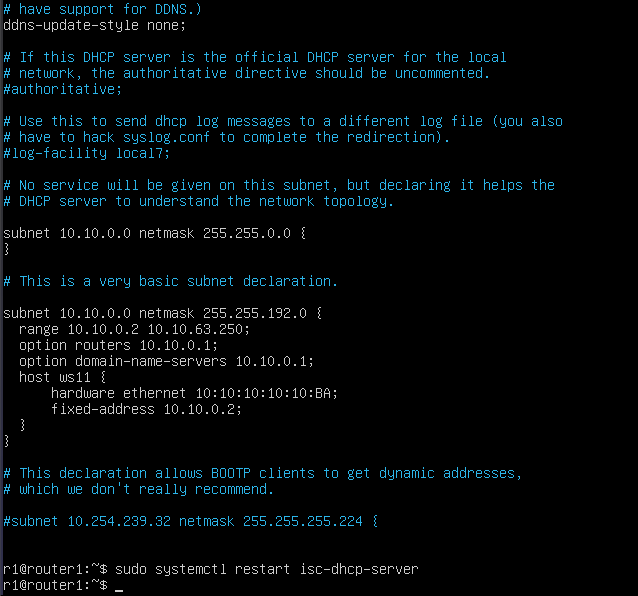 # have support for DDNS.)
ddns-update-style none;

# If this DHCP server is the official DHCP server for the local
# network, the authoritative directive should be uncommented.
#authoritative;

# Use this to send dhcp log messages to a different log file (you also
# have to hack syslog.conf to complete the redirection).
#log-facility local7;

# No service will be given on this subnet, but declaring it helps the
# DHCP server to understand the network topology.

subnet 10.10.0.0 netmask 255.255.0.0 {
}

# This is a very basic subnet declaration.

subnet 10.10.0.0 netmask 255.255.192.0 {
  range 10.10.0.2 10.10.63.250;
  option routers 10.10.0.1;
  option domain-name-servers 10.10.0.1;
  host ws11 {
      hardware ethernet 10:10:10:10:10:BA;
      fixed-address 10.10.0.2;
  }
}

# This declaration allows BOOTP clients to get dynamic addresses,
# which we don't really recommend.

#subnet 10.254.239.32 netmask 255.255.255.224 {

r1@router1:~$ sudo systemctl restart isc-dhcp-server
r1@router1:~$ _